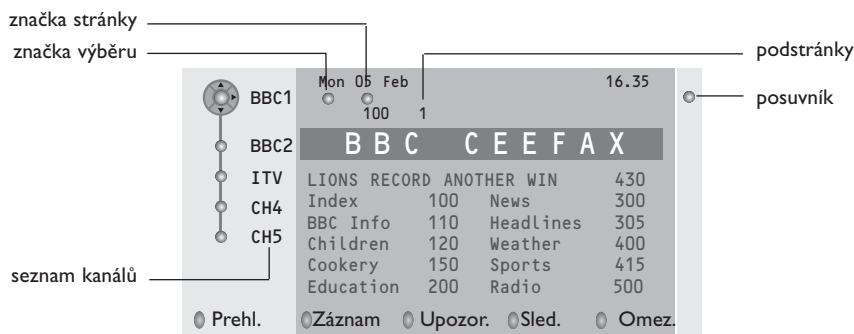 značka stránky
značka výběru
podstránky
posuvník
Mon 05 Feb 16.35
BBC1
100 1
BBC2
BBC CEEFAX
ITV
LIONS RECORD ANOTHER WIN 430
CH4
Index 100 News 300
BBC Info 110 Headlines 305
CH5
Children 120 Weather 400
seznam kanálů
Cookery 150 Sports 415
Education 200 Radio 500
Prehl. Záznam Upozor. Sled. Omez.